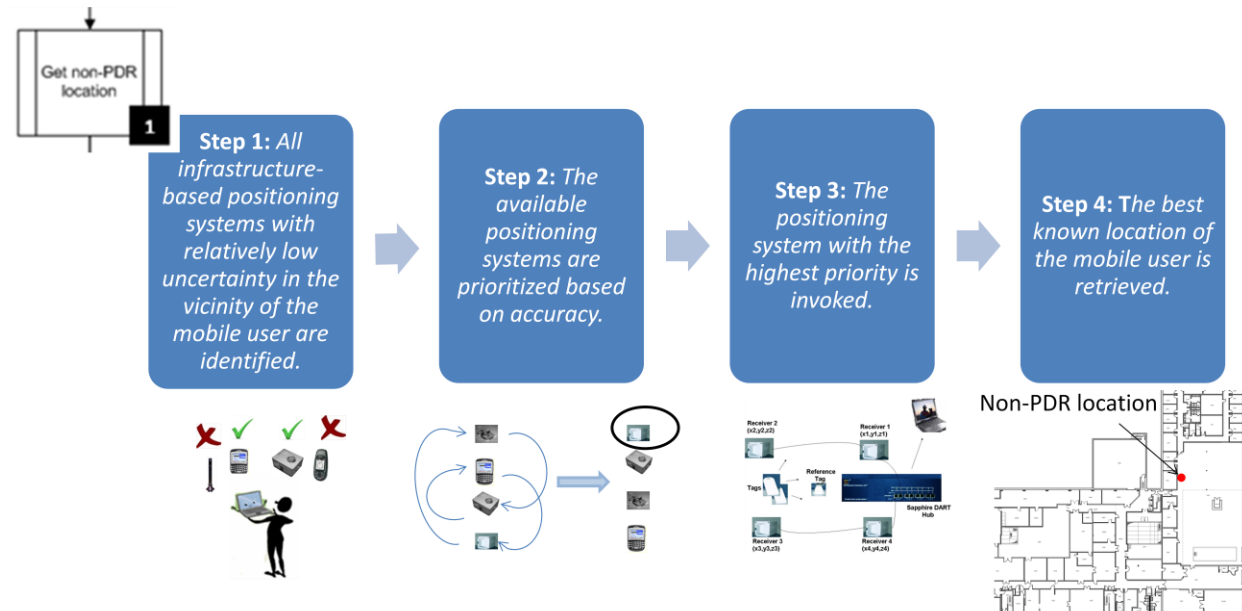 Get non-PDR
location
1
Step 1: All
infrastructure-
based positioning
systems with
relatively low
uncertainty in the
vicinity of the
mobile user are
identified.
Step 2: The
available
positioning
systems are
prioritized based
on accuracy.
Step 3: The
positioning
system with the
highest priority is
invoked.
Step 4: The best
known location of
the mobile user is
retrieved.
Receiver 2
(x2,y2,z2)
Receiver 1
(x1,y1,z1)
Tags
Reference
Tag
Sapphire DART
Hub
Receiver 3
(x3,y3,z3)
Receiver 4
(x4,y4,z4)
Non-PDR location